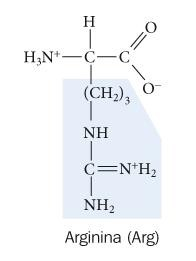 H
O
H₃N⁺—C—C
(CH₂)₃ O⁻
NH
C=N⁺H₂
NH₂
Arginina (Arg)